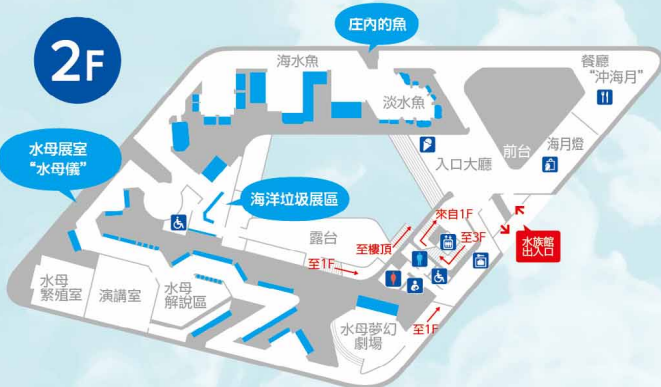 2F
庄內的魚
海水魚
淡水魚
餐廳
“沖海月”
水母展室
“水母儀”
前台
海月燈
入口大廳
海洋垃圾展區
來自1F
至3F
水族館
出入口
露台
至樓頂
至1F
水母
繁殖室
演講室
水母
解說區
水母夢幻
劇場
至1F